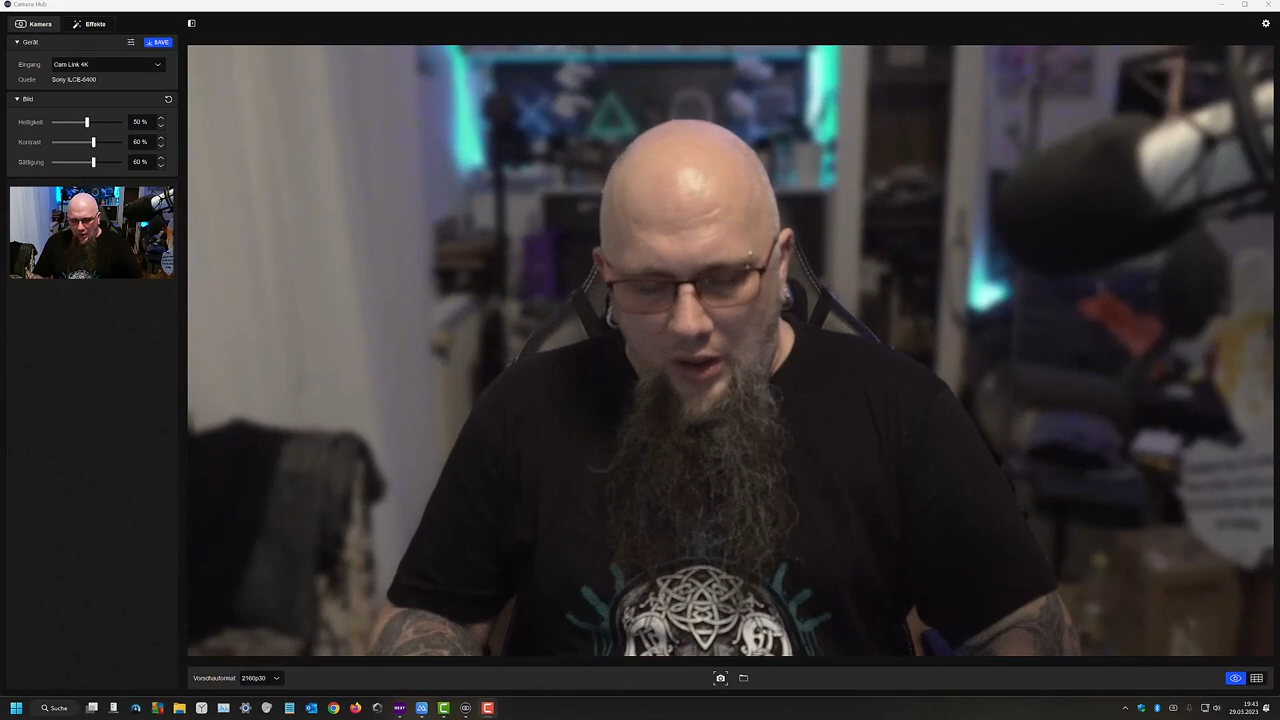 Camera Hub
Kamera
Effekte
Gerät
SAVE
Eingang
Cam Link 4K
Quelle
Sony ILCE-6400
Bild
Helligkeit
50 %
Kontrast
60 %
Sättigung
60 %
Vorschauformat
2160p30
Suche
NEXT
19:43
29.03.2023